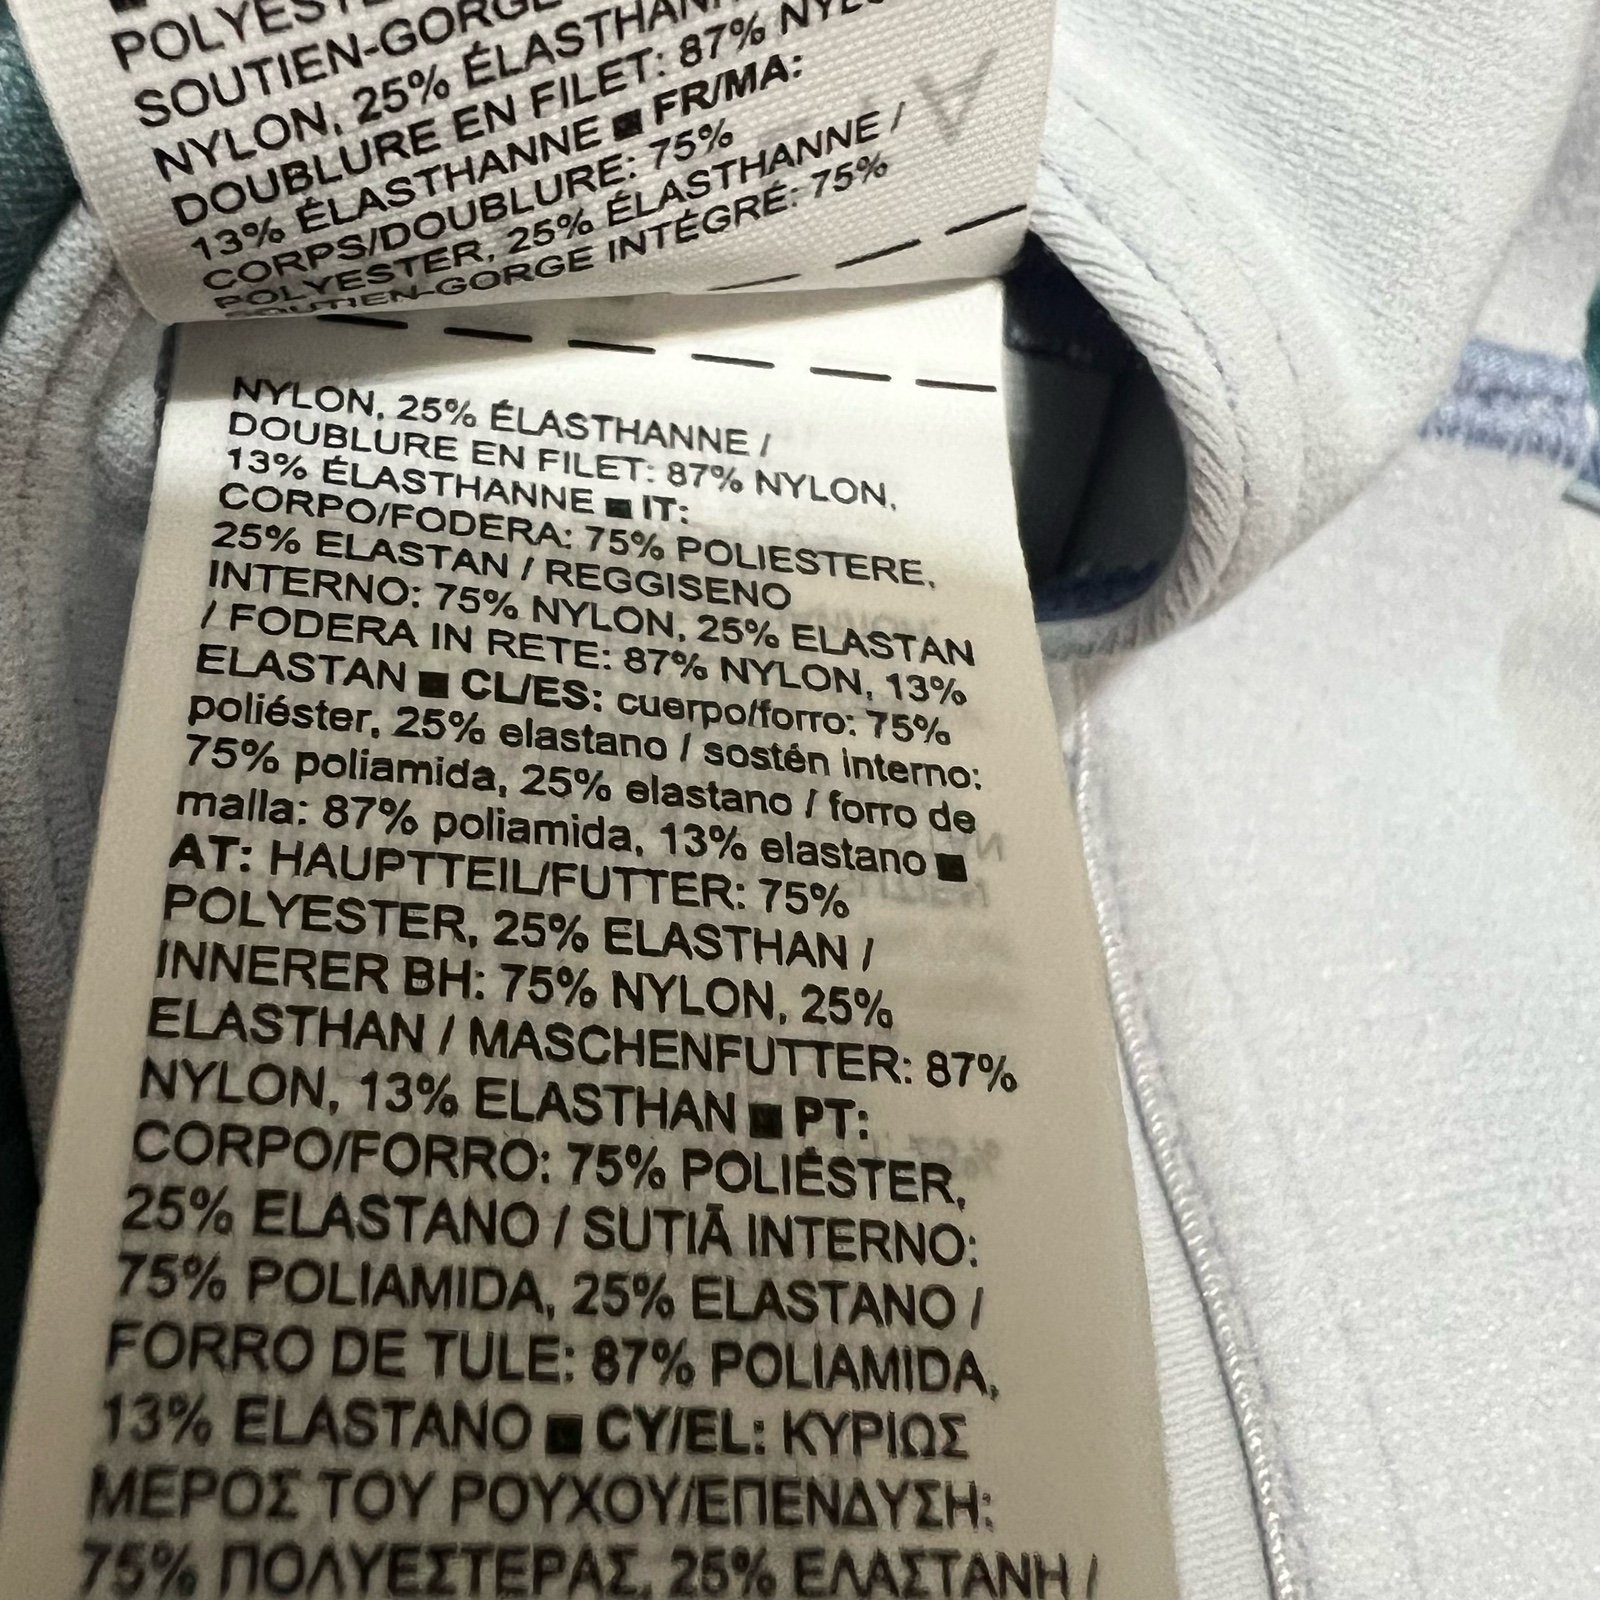 SOUTIEN-GORGE
NYLON, 25% ÉLASTHANNE
DOUBLURE EN FILET: 87%
13% ÉLASTHANNE ■ FR/MA:
CORPS/DOUBLURE: 75%
POLYESTER, 25% ÉLASTHANNE /
SOUTIEN-GORGE INTÉGRÉ: 75%
NYLON, 25% ÉLASTHANNE /
DOUBLURE EN FILET: 87% NYLON,
13% ÉLASTHANNE ■ IT:
CORPO/FODERA: 75% POLIESTERE,
25% ELASTAN / REGGISENO
INTERNO: 75% NYLON, 25% ELASTAN
/ FODERA IN RETE: 87% NYLON, 13%
ELASTAN ■ CL/ES: cuerpo/forro: 75%
poliéster, 25% elastano / sostén interno:
75% poliamida, 25% elastano / forro de
malla: 87% poliamida, 13% elastano ■
AT: HAUPTTEIL/FUTTER: 75%
POLYESTER, 25% ELASTHAN /
INNERER BH: 75% NYLON, 25%
ELASTHAN / MASCHENFUTTER: 87%
NYLON, 13% ELASTHAN ■ PT:
CORPO/FORRO: 75% POLIÉSTER,
25% ELASTANO / SUTIÃ INTERNO:
75% POLIAMIDA, 25% ELASTANO /
FORRO DE TULE: 87% POLIAMIDA,
13% ELASTANO ■ CY/EL: ΚΥΡΙΩΣ
ΜΕΡΟΣ ΤΟΥ ΡΟΥΧΟΥ/ΕΠΕΝΔΥΣΗ:
75% ΠΟΛΥΕΣΤΕΡΑΣ, 25% ΕΛΑΣΤΑΝΗ /